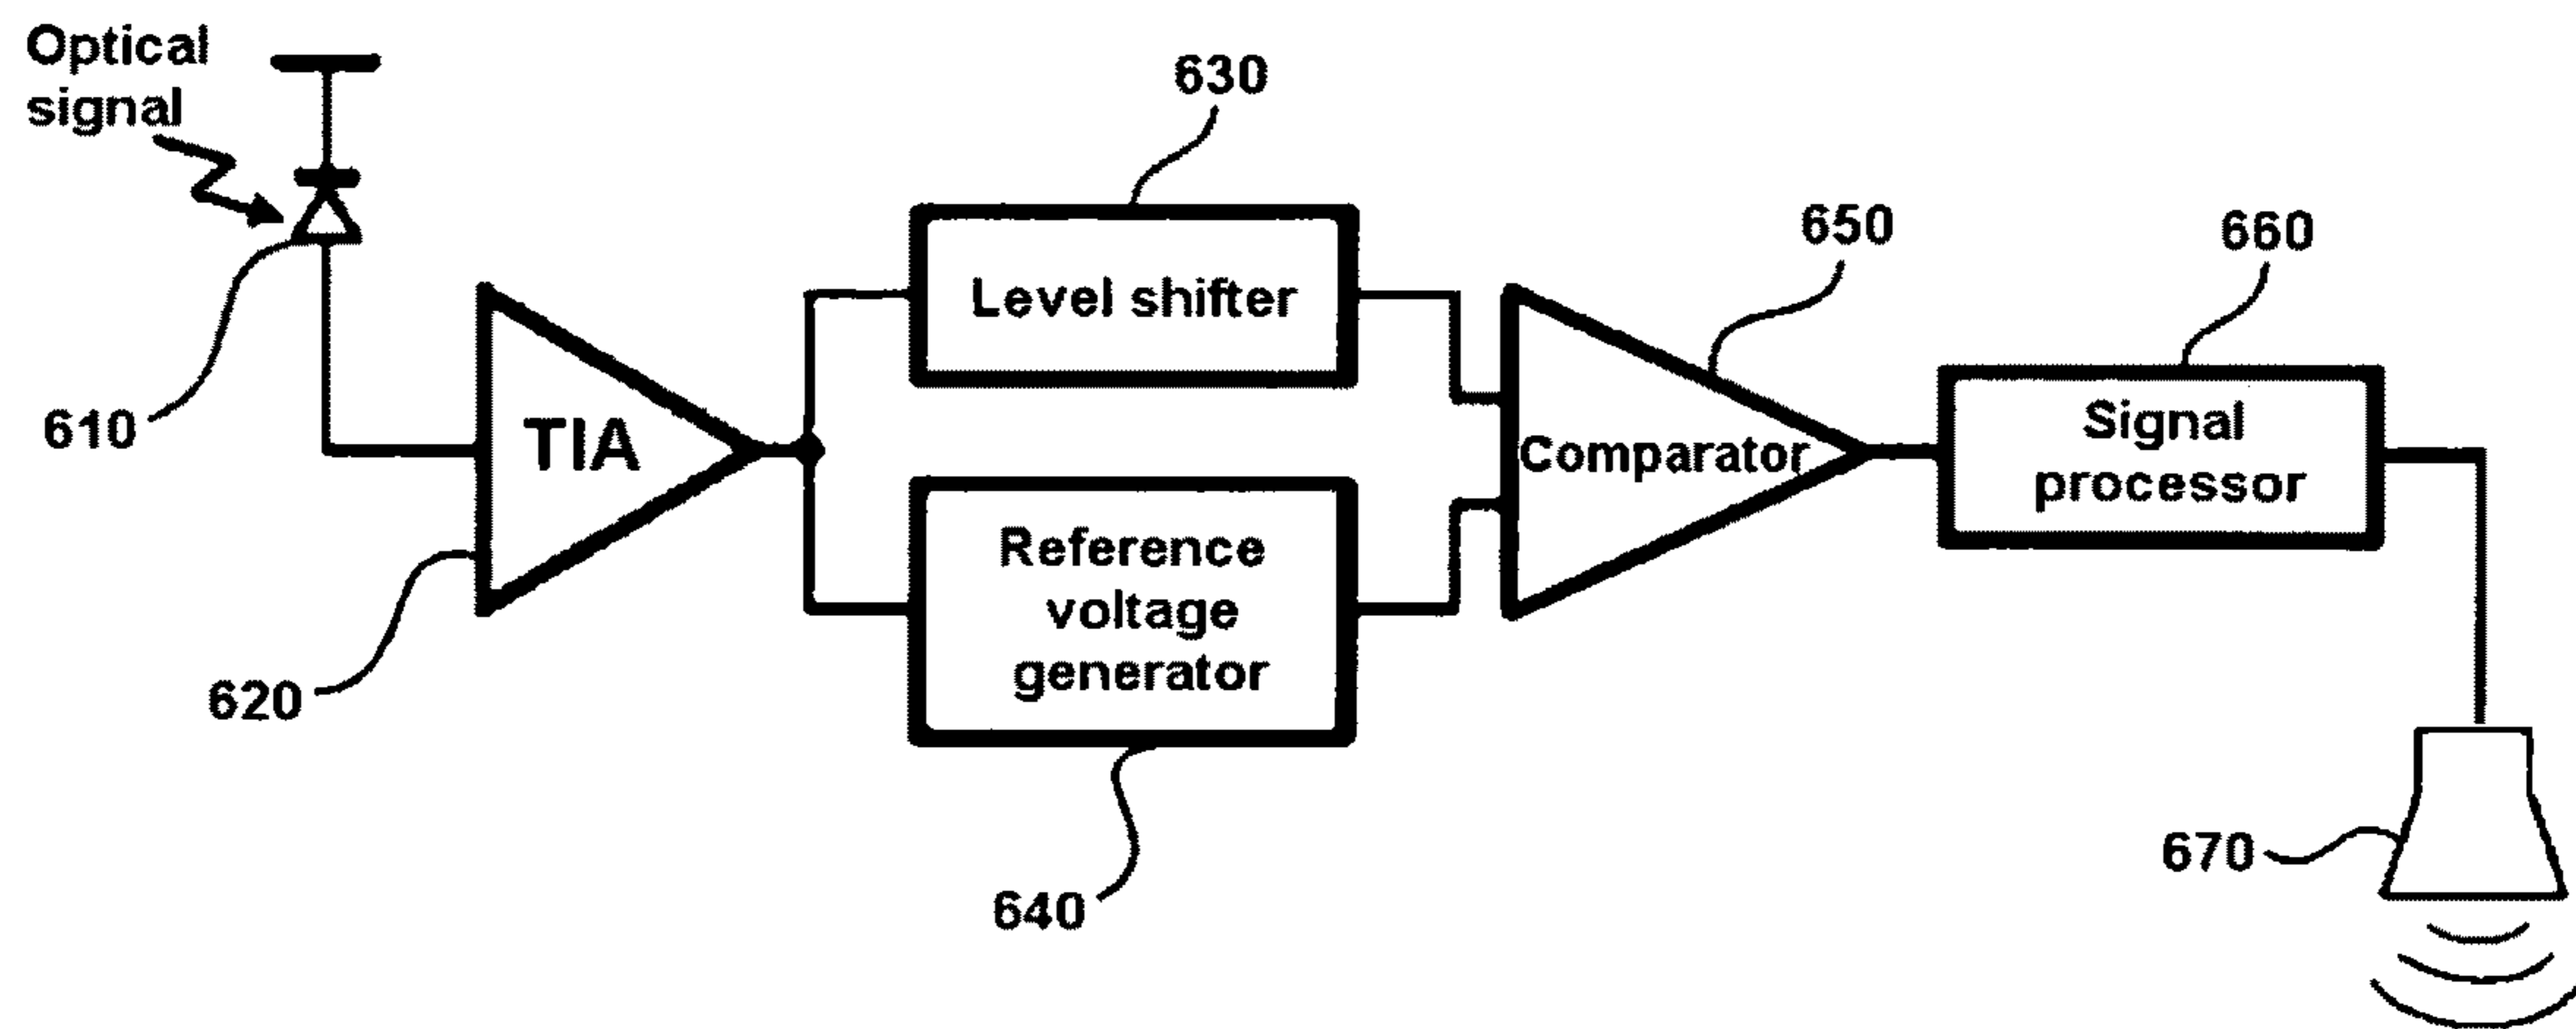 Optical
signal
610
TIA
620
630
Level shifter
Reference
voltage
generator
640
650
Comparator
660
Signal
processor
670